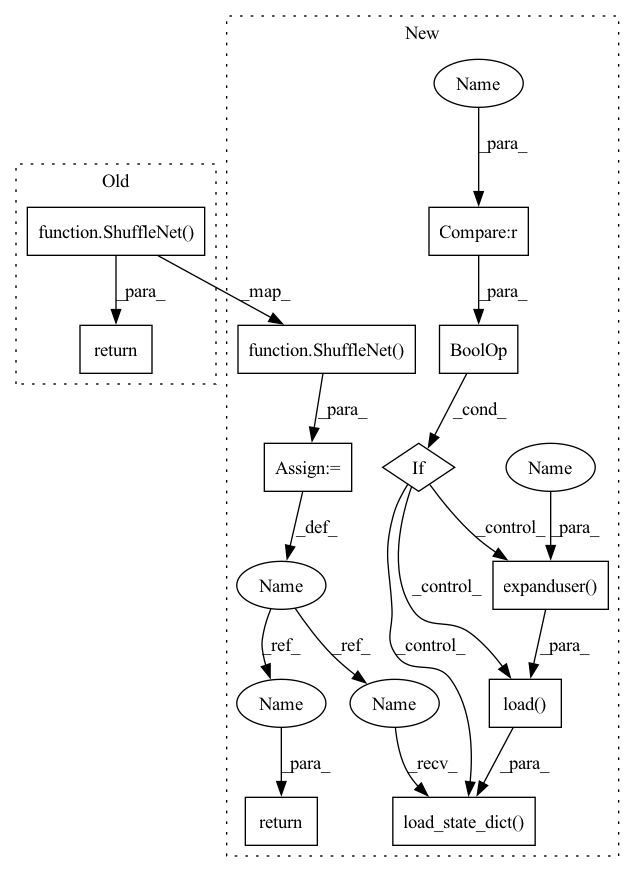 New
Name
Old
_para_
function.ShuffleNet()
Compare:r
_para_
_map_
_para_
return
function.ShuffleNet()
BoolOp
_para_
_cond_
Assign:=
If
Name
_def_
_control_
_para_
Name
_control_
expanduser()
_ref_
_ref_
_control_
_para_
Name
Name
load()
_para_
_recv_
_para_
return
load_state_dict()